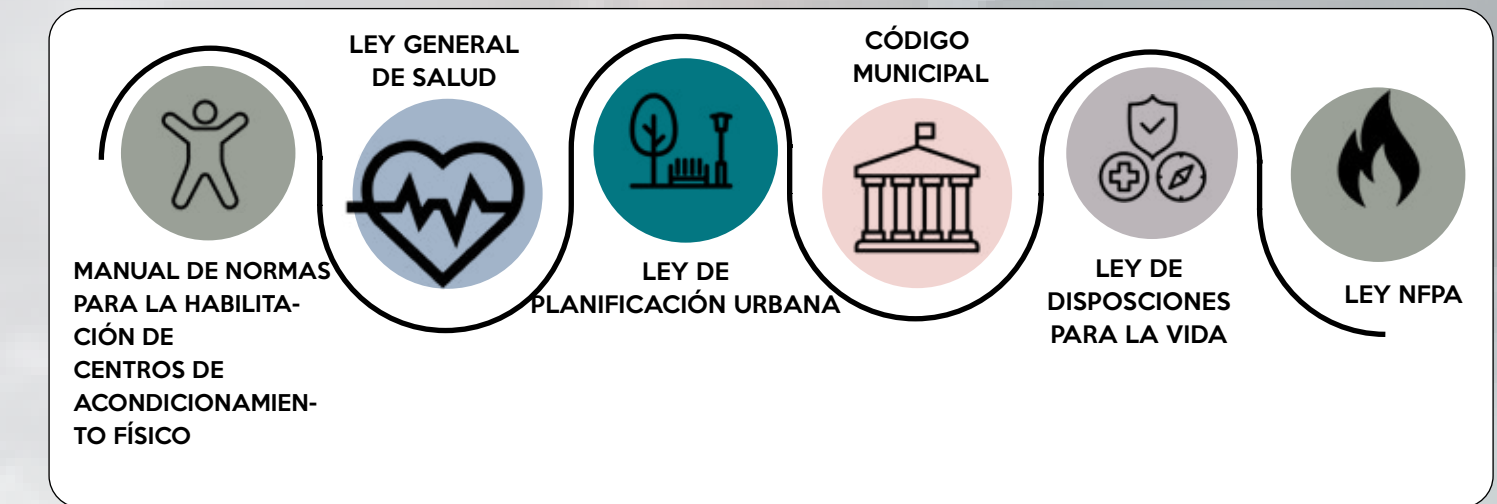 MANUAL DE NORMAS
PARA LA HABILITA-
CIÓN DE
CENTROS DE
ACONDICIONAMIEN-
TO FÍSICO
LEY GENERAL
DE SALUD
LEY DE
PLANIFICACIÓN URBANA
CÓDIGO
MUNICIPAL
LEY DE
DISPOSCIONES
PARA LA VIDA
LEY NFPA